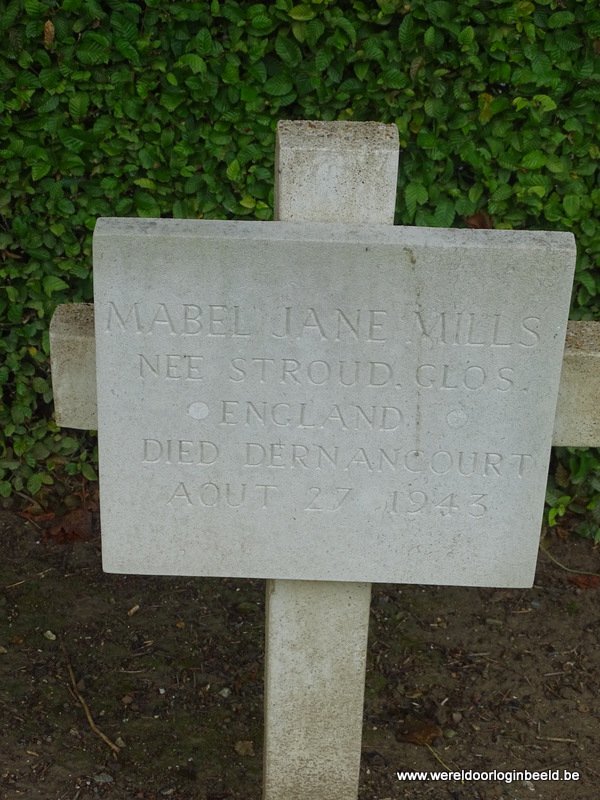 MABEL JANE MILLS
NEE STROUD. GLOS.
ENGLAND.
DIED DERNANCOURT
AOUT 27 1943
www.wereldoorloginbeeld.be